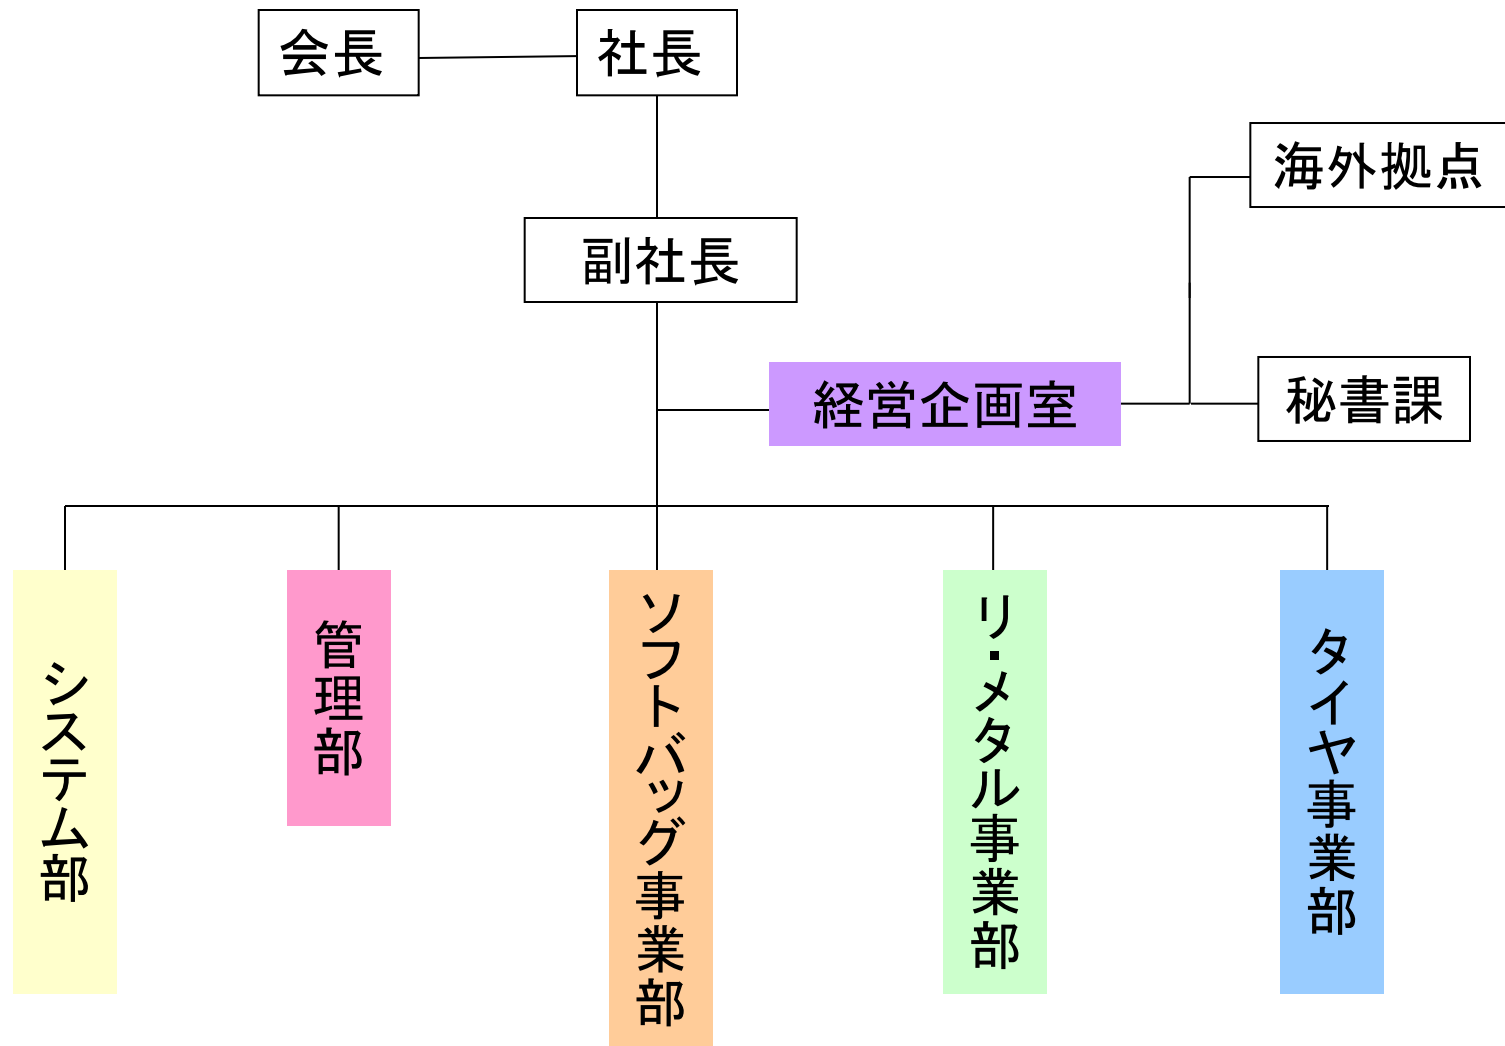 会長
社長
海外拠点
副社長
経営企画室
秘書課
システム部
管理部
ソフトバッグ事業部
リ・メタル事業部
タイヤ事業部